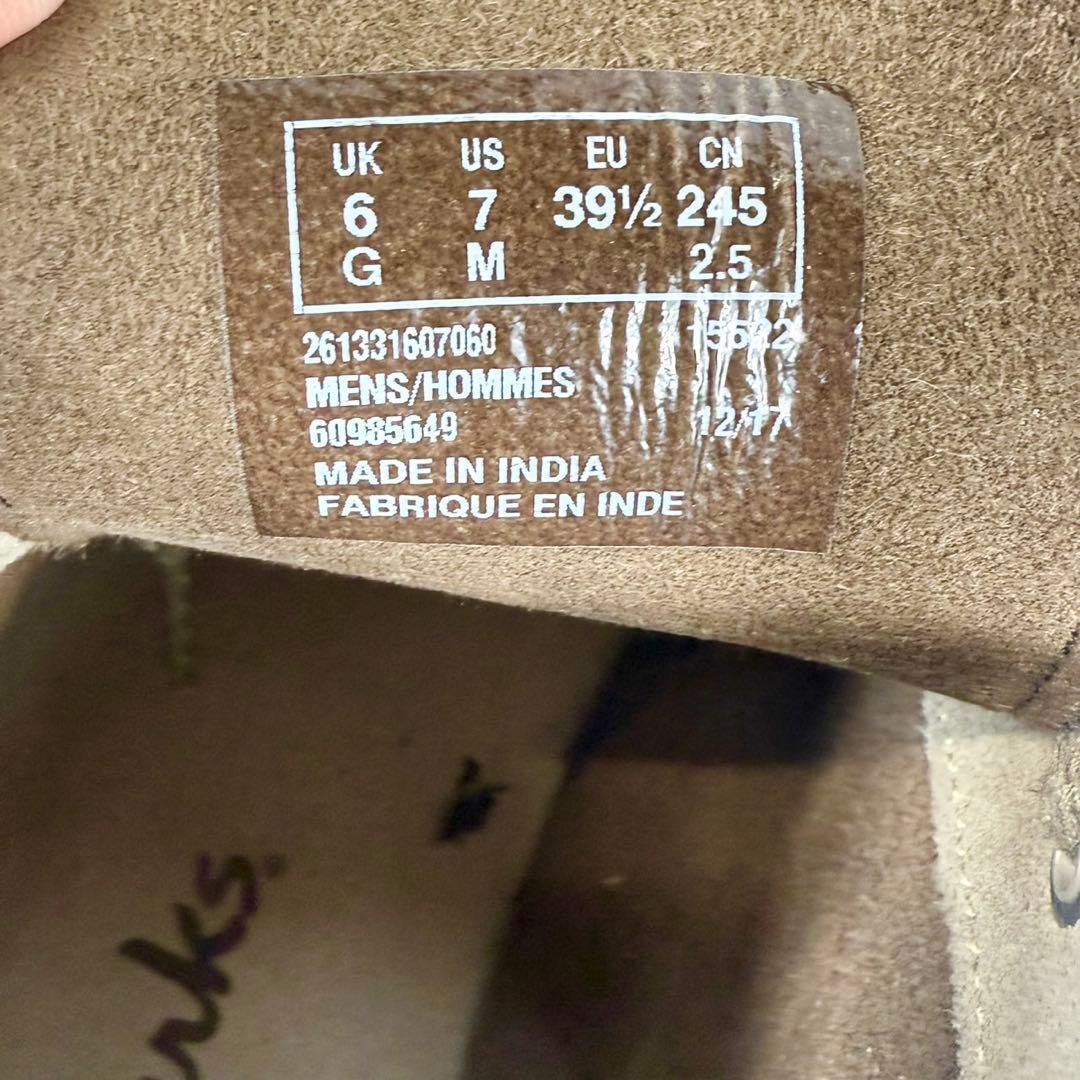 UK US EU CN
6 7 39½ 245
G M 2.5
261331607060
MENS/HOMMES
60985649 12/17
MADE IN INDIA
FABRIQUE EN INDE